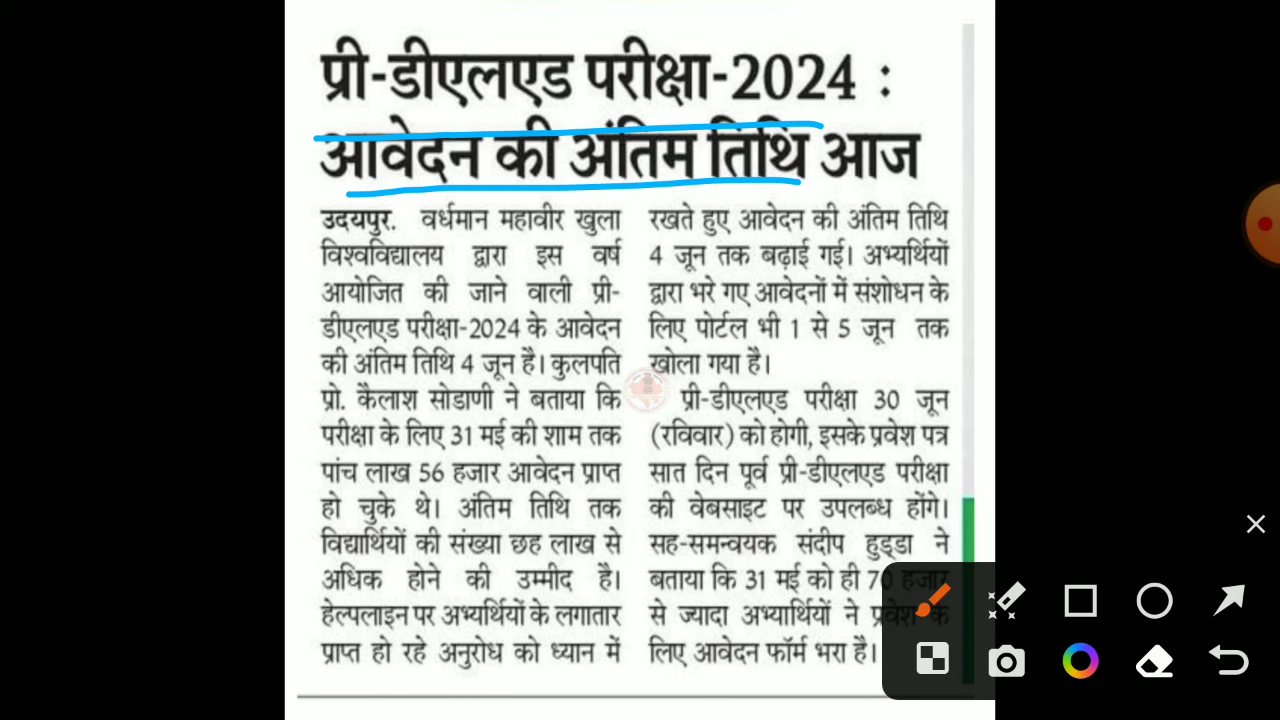 प्री-डीएलएड परीक्षा-2024 :
आवेदन की अंतिम तिथि आज
उदयपुर. वर्धमान महावीर खुला
विश्वविद्यालय द्वारा इस वर्ष
आयोजित की जाने वाली प्री-
डीएलएड परीक्षा-2024 के आवेदन
की अंतिम तिथि 4 जून है। कुलपति
प्रो. कैलाश सोडाणी ने बताया कि
परीक्षा के लिए 31 मई की शाम तक
पांच लाख 56 हजार आवेदन प्राप्त
हो चुके थे। अंतिम तिथि तक
विद्यार्थियों की संख्या छह लाख से
अधिक होने की उम्मीद है।
हेल्पलाइन पर अभ्यर्थियों के लगातार
प्राप्त हो रहे अनुरोध को ध्यान में
रखते हुए आवेदन की अंतिम तिथि
4 जून तक बढ़ाई गई। अभ्यर्थियों
द्वारा भरे गए आवेदनों में संशोधन के
लिए पोर्टल भी 1 से 5 जून तक
खोला गया है।
प्री-डीएलएड परीक्षा 30 जून
(रविवार) को होगी, इसके प्रवेश पत्र
सात दिन पूर्व प्री-डीएलएड परीक्षा
की वेबसाइट पर उपलब्ध होंगे।
सह-समन्वयक संदीप हुड्डा ने
बताया कि 31 मई को ही 70 हजार
से ज्यादा अभ्यार्थियों ने प्रवेश के
लिए आवेदन फॉर्म भरा है।